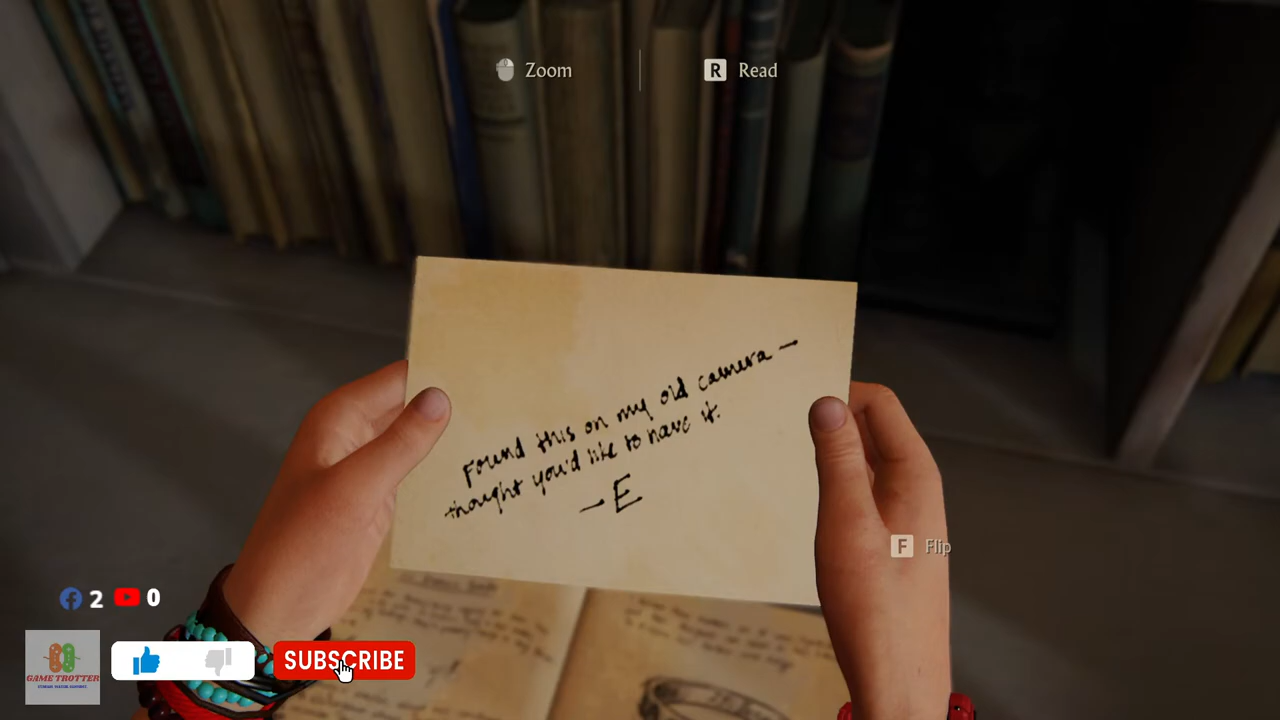 Zoom
R Read
Found this on my old camera –
thought you'd like to have it.
– E
F Flip
2 0
SUBSCRIBE
GAME TROTTER